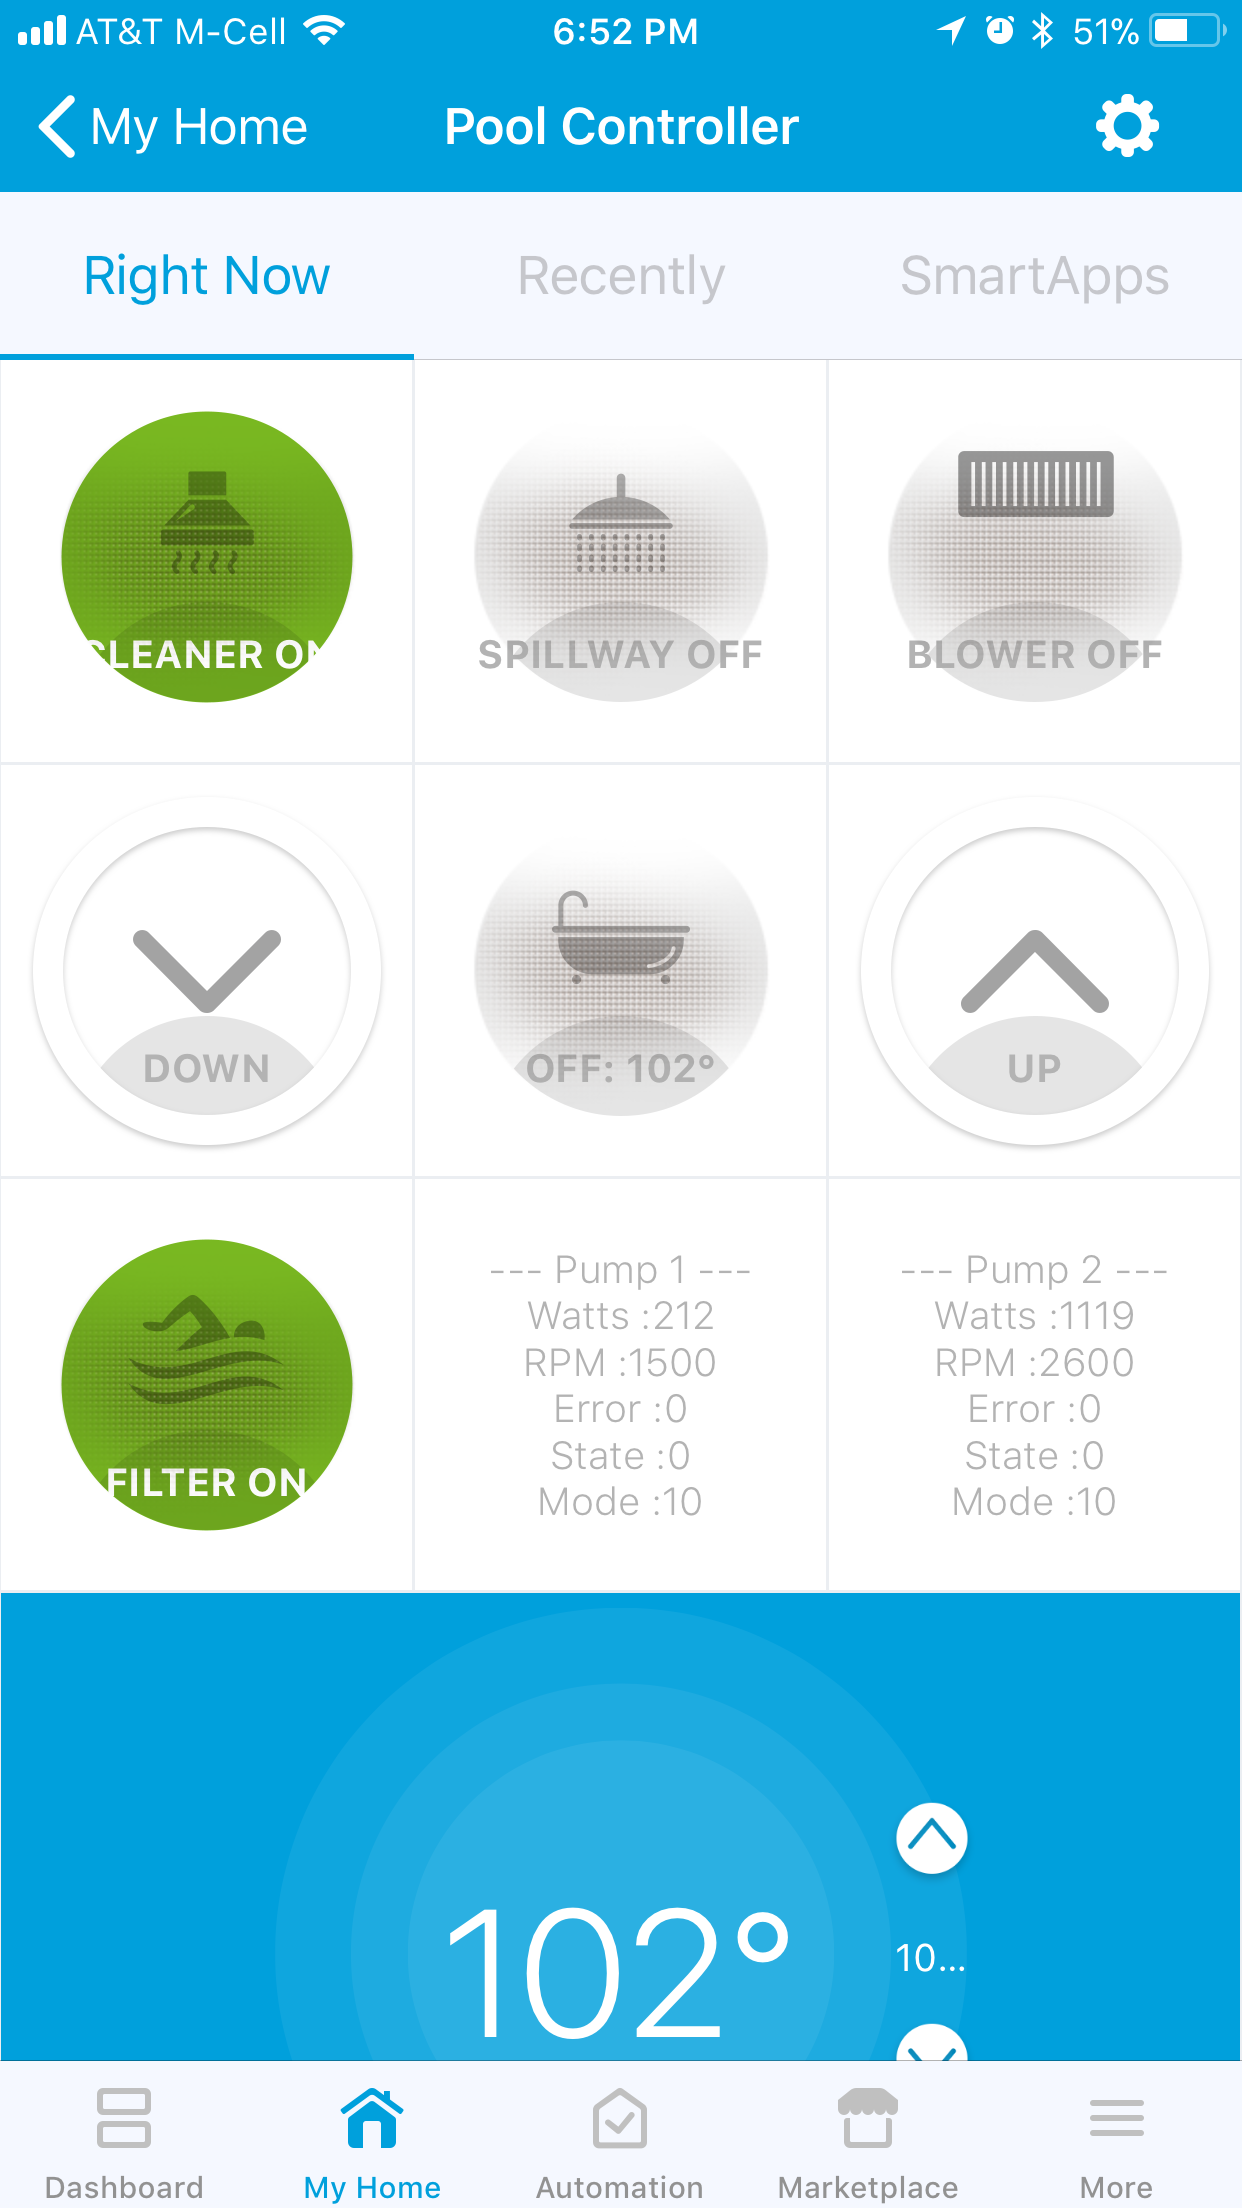 AT&T M-Cell 6:52 PM 51%
My Home Pool Controller
Right Now Recently SmartApps
CLEANER ON SPILLWAY OFF BLOWER OFF
DOWN OFF: 102° UP
FILTER ON
--- Pump 1 ---
Watts :212
RPM :1500
Error :0
State :0
Mode :10
--- Pump 2 ---
Watts :1119
RPM :2600
Error :0
State :0
Mode :10
102°
10...
Dashboard My Home Automation Marketplace More